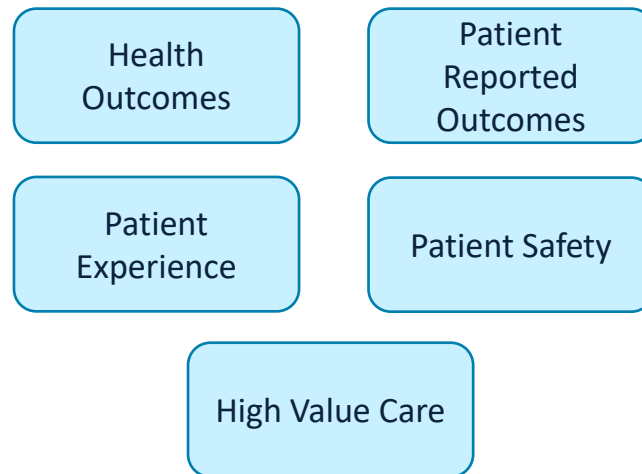 Health
Outcomes
Patient
Reported
Outcomes
Patient
Experience
Patient Safety
High Value Care